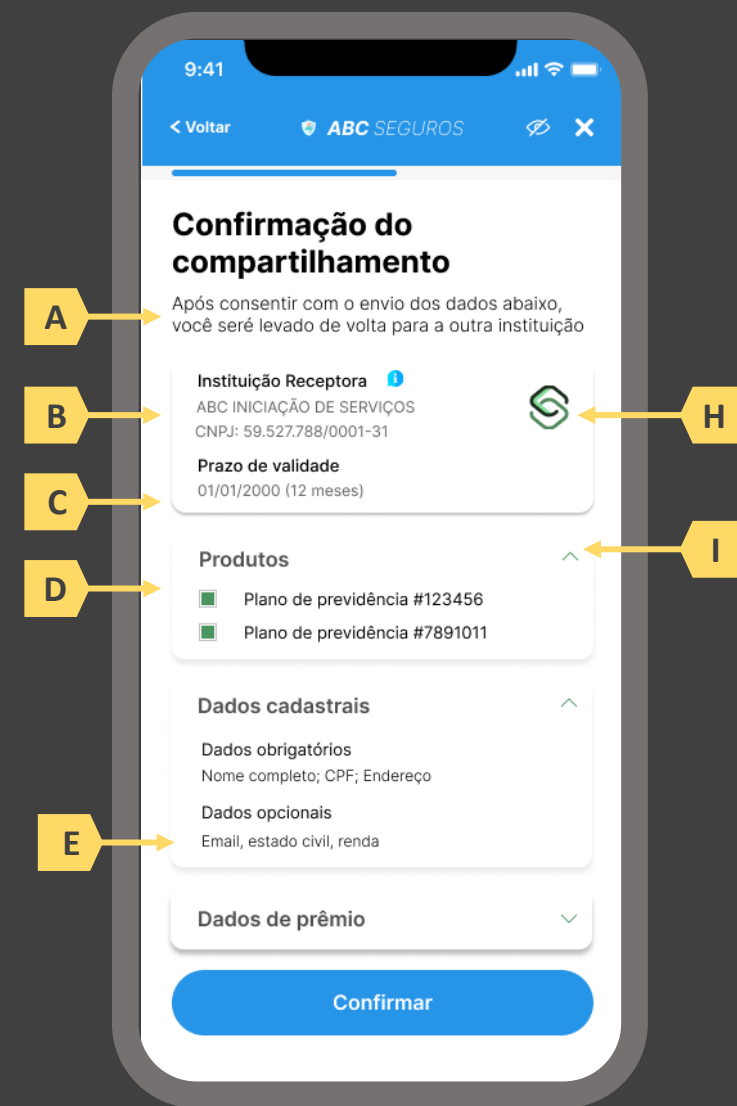 9:41
< Voltar
ABC SEGUROS
Confirmação do
compartilhamento
A
Após consentir com o envio dos dados abaixo,
você seré levado de volta para a outra instituição
Instituição Receptora i
B
ABC INICIAÇÃO DE SERVIÇOS
H
CNPJ: 59.527.788/0001-31
Prazo de validade
C
01/01/2000 (12 meses)
Produtos
I
D
Plano de previdência #123456
Plano de previdência #7891011
Dados cadastrais
Dados obrigatórios
Nome completo; CPF; Endereço
Dados opcionais
E
Email, estado civil, renda
Dados de prêmio
Confirmar